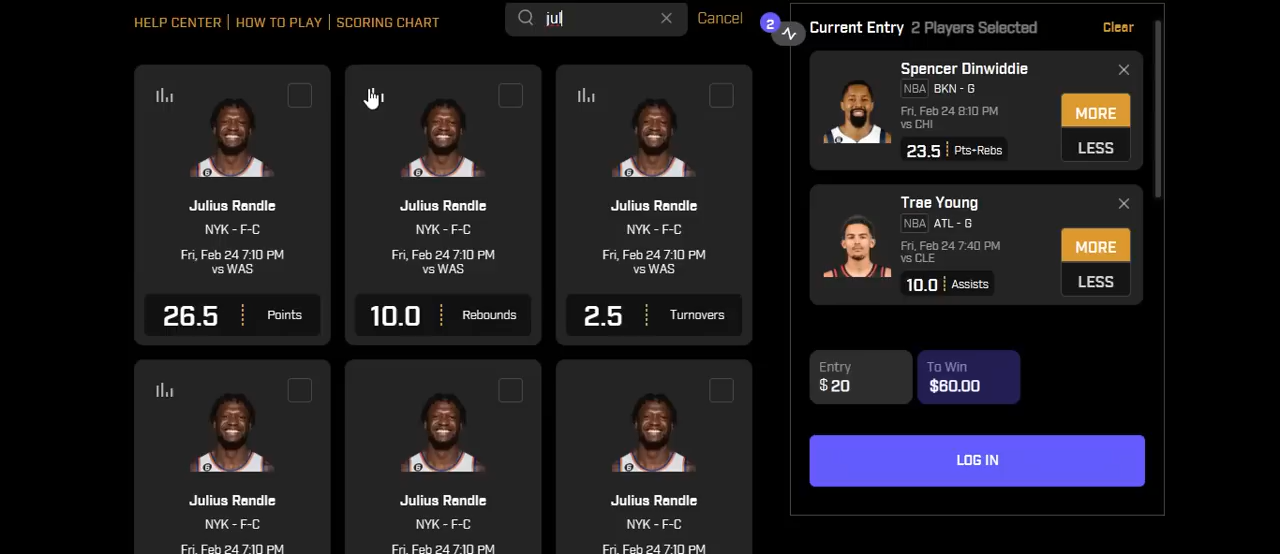 HELP CENTER | HOW TO PLAY | SCORING CHART
jul
Cancel
Julius Randle
NYK - F-C
Fri, Feb 24 7:10 PM
vs WAS
26.5 Points
Julius Randle
NYK - F-C
Fri, Feb 24 7:10 PM
vs WAS
10.0 Rebounds
Julius Randle
NYK - F-C
Fri, Feb 24 7:10 PM
vs WAS
2.5 Turnovers
Julius Randle
NYK - F-C
Fri, Feb 24 7:10 PM
Julius Randle
NYK - F-C
Fri, Feb 24 7:10 PM
Julius Randle
NYK - F-C
Fri, Feb 24 7:10 PM
2
Current Entry 2 Players Selected
Clear
Spencer Dinwiddie
NBA BKN - G
Fri, Feb 24 8:10 PM
vs CHI
23.5 Pts+Rebs
MORE
LESS
Trae Young
NBA ATL - G
Fri, Feb 24 7:40 PM
vs CLE
10.0 Assists
MORE
LESS
Entry
$ 20
To Win
$60.00
LOG IN